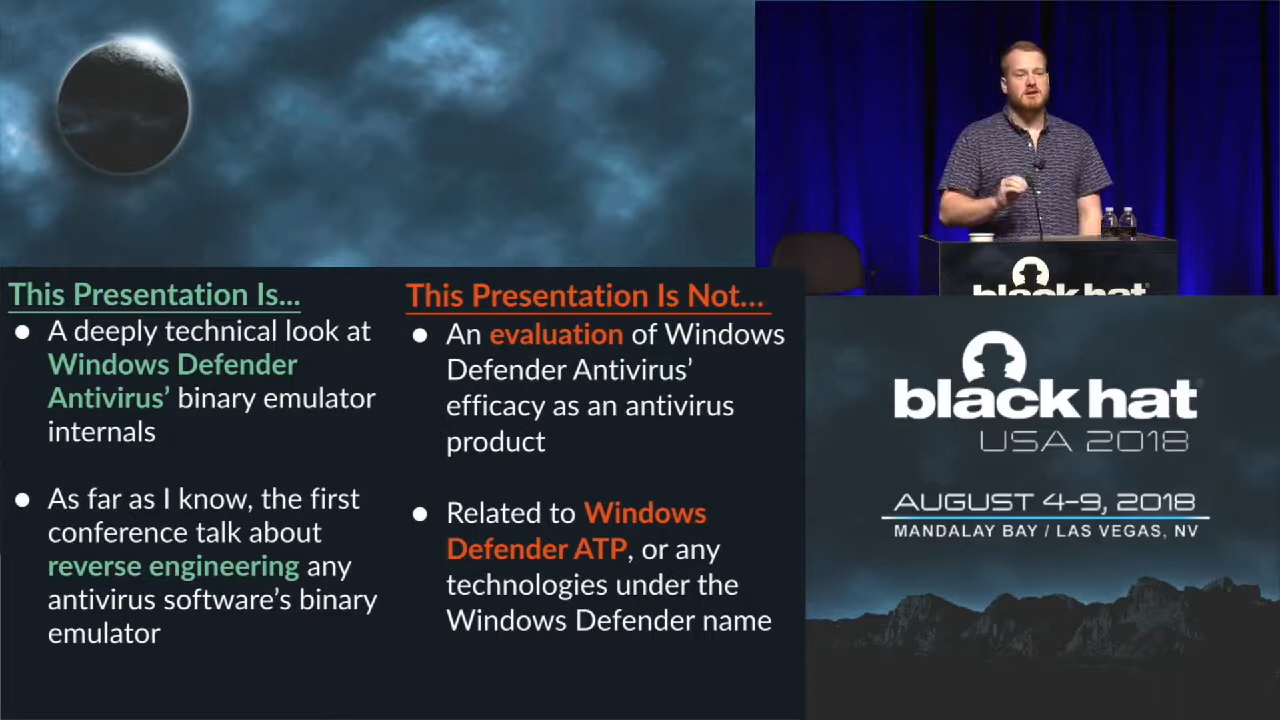 This Presentation Is...
● A deeply technical look at
Windows Defender
Antivirus’ binary emulator
internals
● As far as I know, the first
conference talk about
reverse engineering any
antivirus software’s binary
emulator
This Presentation Is Not...
● An evaluation of Windows
Defender Antivirus’
efficacy as an antivirus
product
● Related to Windows
Defender ATP, or any
technologies under the
Windows Defender name
black hat
black hat
USA 2018
AUGUST 4-9, 2018
MANDALAY BAY / LAS VEGAS, NV